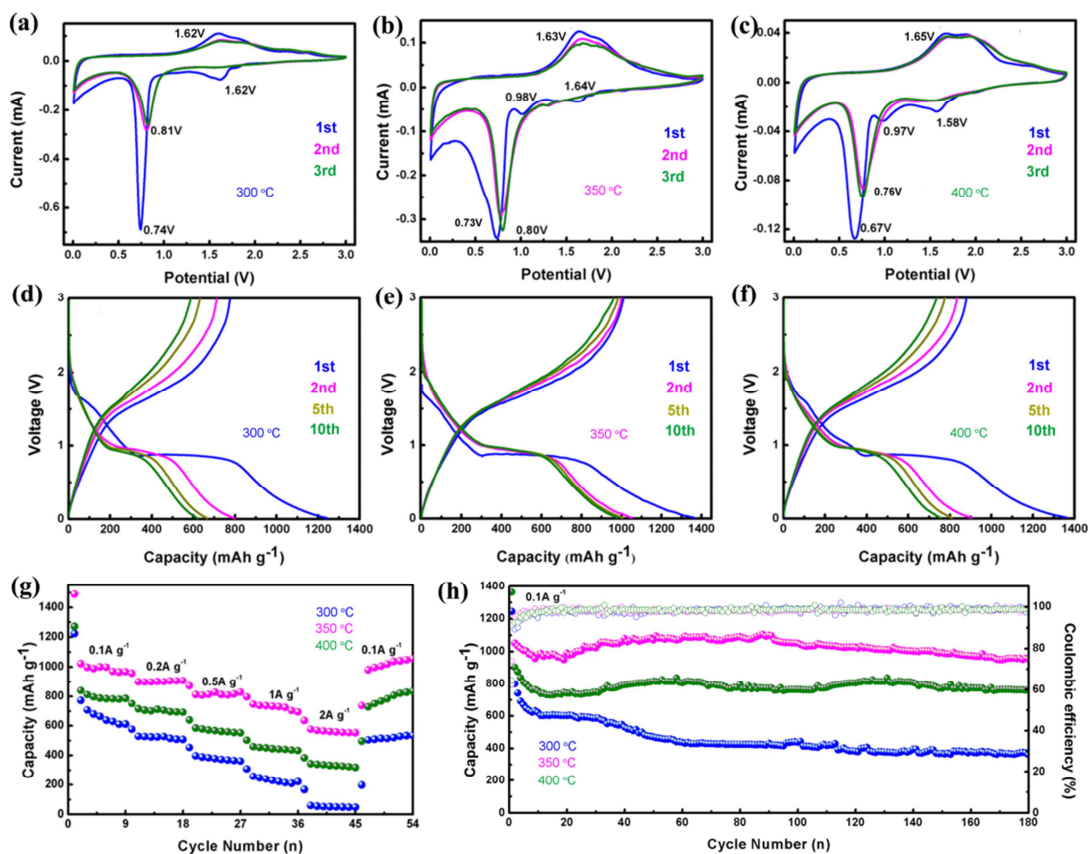 (a)
1.62V
1.62V
0.81V
0.74V
1st
2nd
3rd
300 °C
Current (mA)
0.0
-0.2
-0.4
-0.6
0.0 0.5 1.0 1.5 2.0 2.5 3.0
Potential (V)
(b)
1.63V
0.98V
1.64V
0.73V
0.80V
1st
2nd
3rd
350 °C
Current (mA)
0.1
0.0
-0.1
-0.2
-0.3
0.0 0.5 1.0 1.5 2.0 2.5 3.0
Potential (V)
(c)
1.65V
0.97V
1.58V
0.76V
0.67V
1st
2nd
3rd
400 °C
Current (mA)
0.04
0.00
-0.04
-0.08
-0.12
0.0 0.5 1.0 1.5 2.0 2.5 3.0
Potential (V)
(d)
1st
2nd
5th
10th
300 °C
Voltage (V)
3
2
1
0
0 200 400 600 800 1000 1200 1400
Capacity (mAh g-1)
(e)
1st
2nd
5th
10th
350 °C
Voltage (V)
3
2
1
0
0 200 400 600 800 1000 1200 1400
Capacity (mAh g-1)
(f)
1st
2nd
5th
10th
400 °C
Voltage (V)
3
2
1
0
0 200 400 600 800 1000 1200 1400
Capacity (mAh g-1)
(g)
300 °C
350 °C
400 °C
0.1A g-1
0.2A g-1
0.5A g-1
1A g-1
2A g-1
0.1A g-1
Capacity (mAh g-1)
1400
1200
1000
800
600
400
200
0
0 9 18 27 36 45 54
Cycle Number (n)
(h)
0.1A g-1
300 °C
350 °C
400 °C
Capacity (mAh g-1)
1400
1200
1000
800
600
400
200
0
0 20 40 60 80 100 120 140 160 180
Cycle Number (n)
100
80
60
40
20
0
Coulombic efficiency (%)